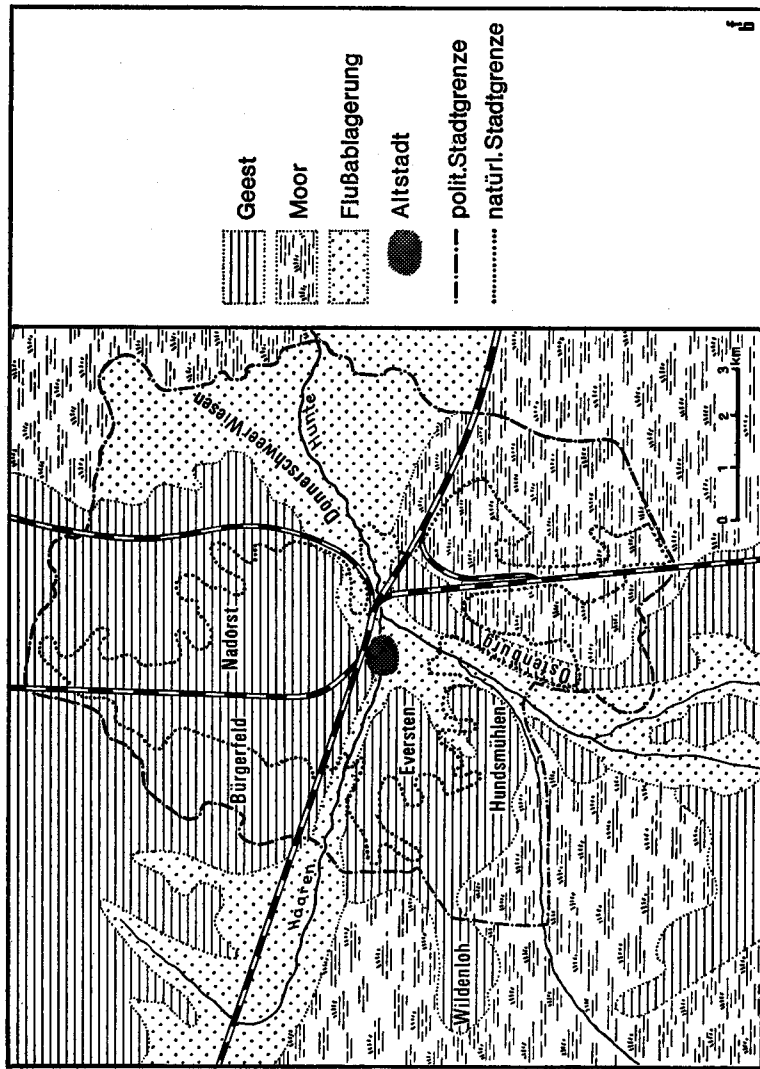 Geest
Moor
Flußablagerung
Altstadt
polit.Stadtgrenze
natürl.Stadtgrenze
Donnerschweer Wiesen
Hunte
Nadorst
Bürgerfeld
Haaren
Eversten
Hundsmühlen
Wildenloh
Ostenburg
0 1 2 3
km